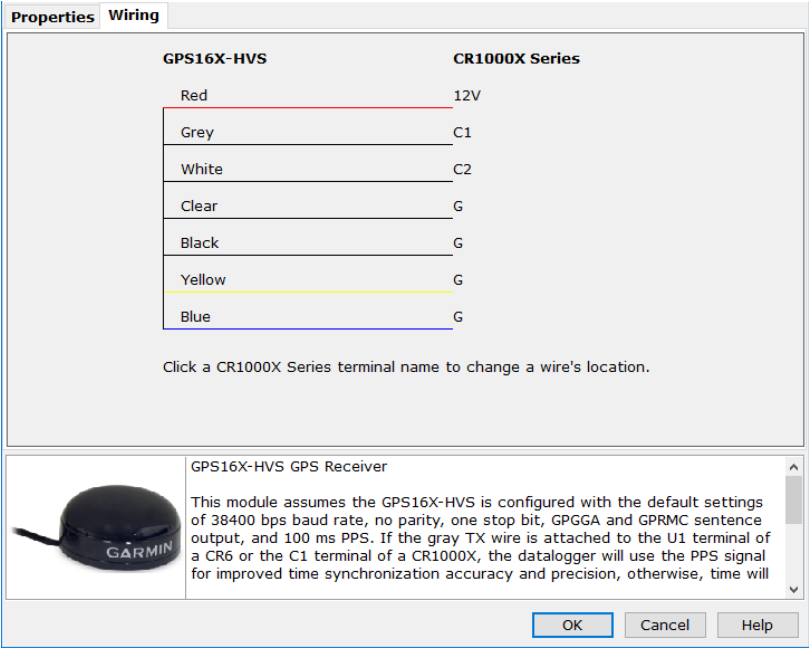 Properties Wiring
GPS16X-HVS CR1000X Series
Red 12V
Grey C1
White C2
Clear G
Black G
Yellow G
Blue G
Click a CR1000X Series terminal name to change a wire's location.
GPS16X-HVS GPS Receiver
This module assumes the GPS16X-HVS is configured with the default settings
of 38400 bps baud rate, no parity, one stop bit, GPGGA and GPRMC sentence
output, and 100 ms PPS. If the gray TX wire is attached to the U1 terminal of
a CR6 or the C1 terminal of a CR1000X, the datalogger will use the PPS signal
for improved time synchronization accuracy and precision, otherwise, time will
GARMIN
OK Cancel Help